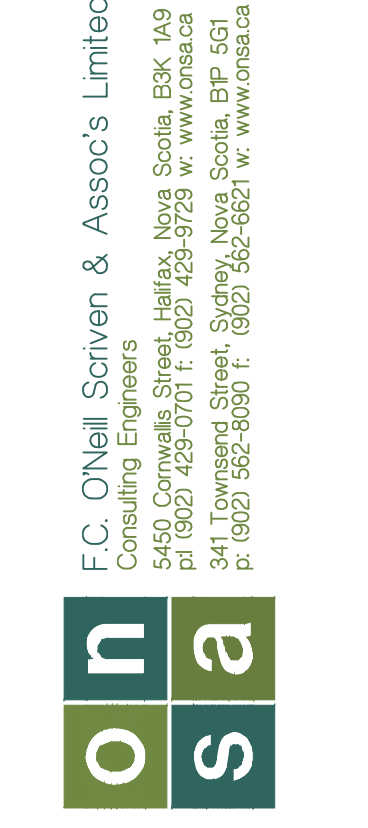 on
sa
F.C. O'Neill Scriven & Assoc's Limited
Consulting Engineers
5450 Cornwallis Street, Halifax, Nova Scotia, B3K 1A9
p:l (902) 429-0701 f: (902) 429-9729 w: www.onsa.ca
341 Townsend Street, Sydney, Nova Scotia, B1P 5G1
p: (902) 562-8090 f: (902) 562-6621 w: www.onsa.ca